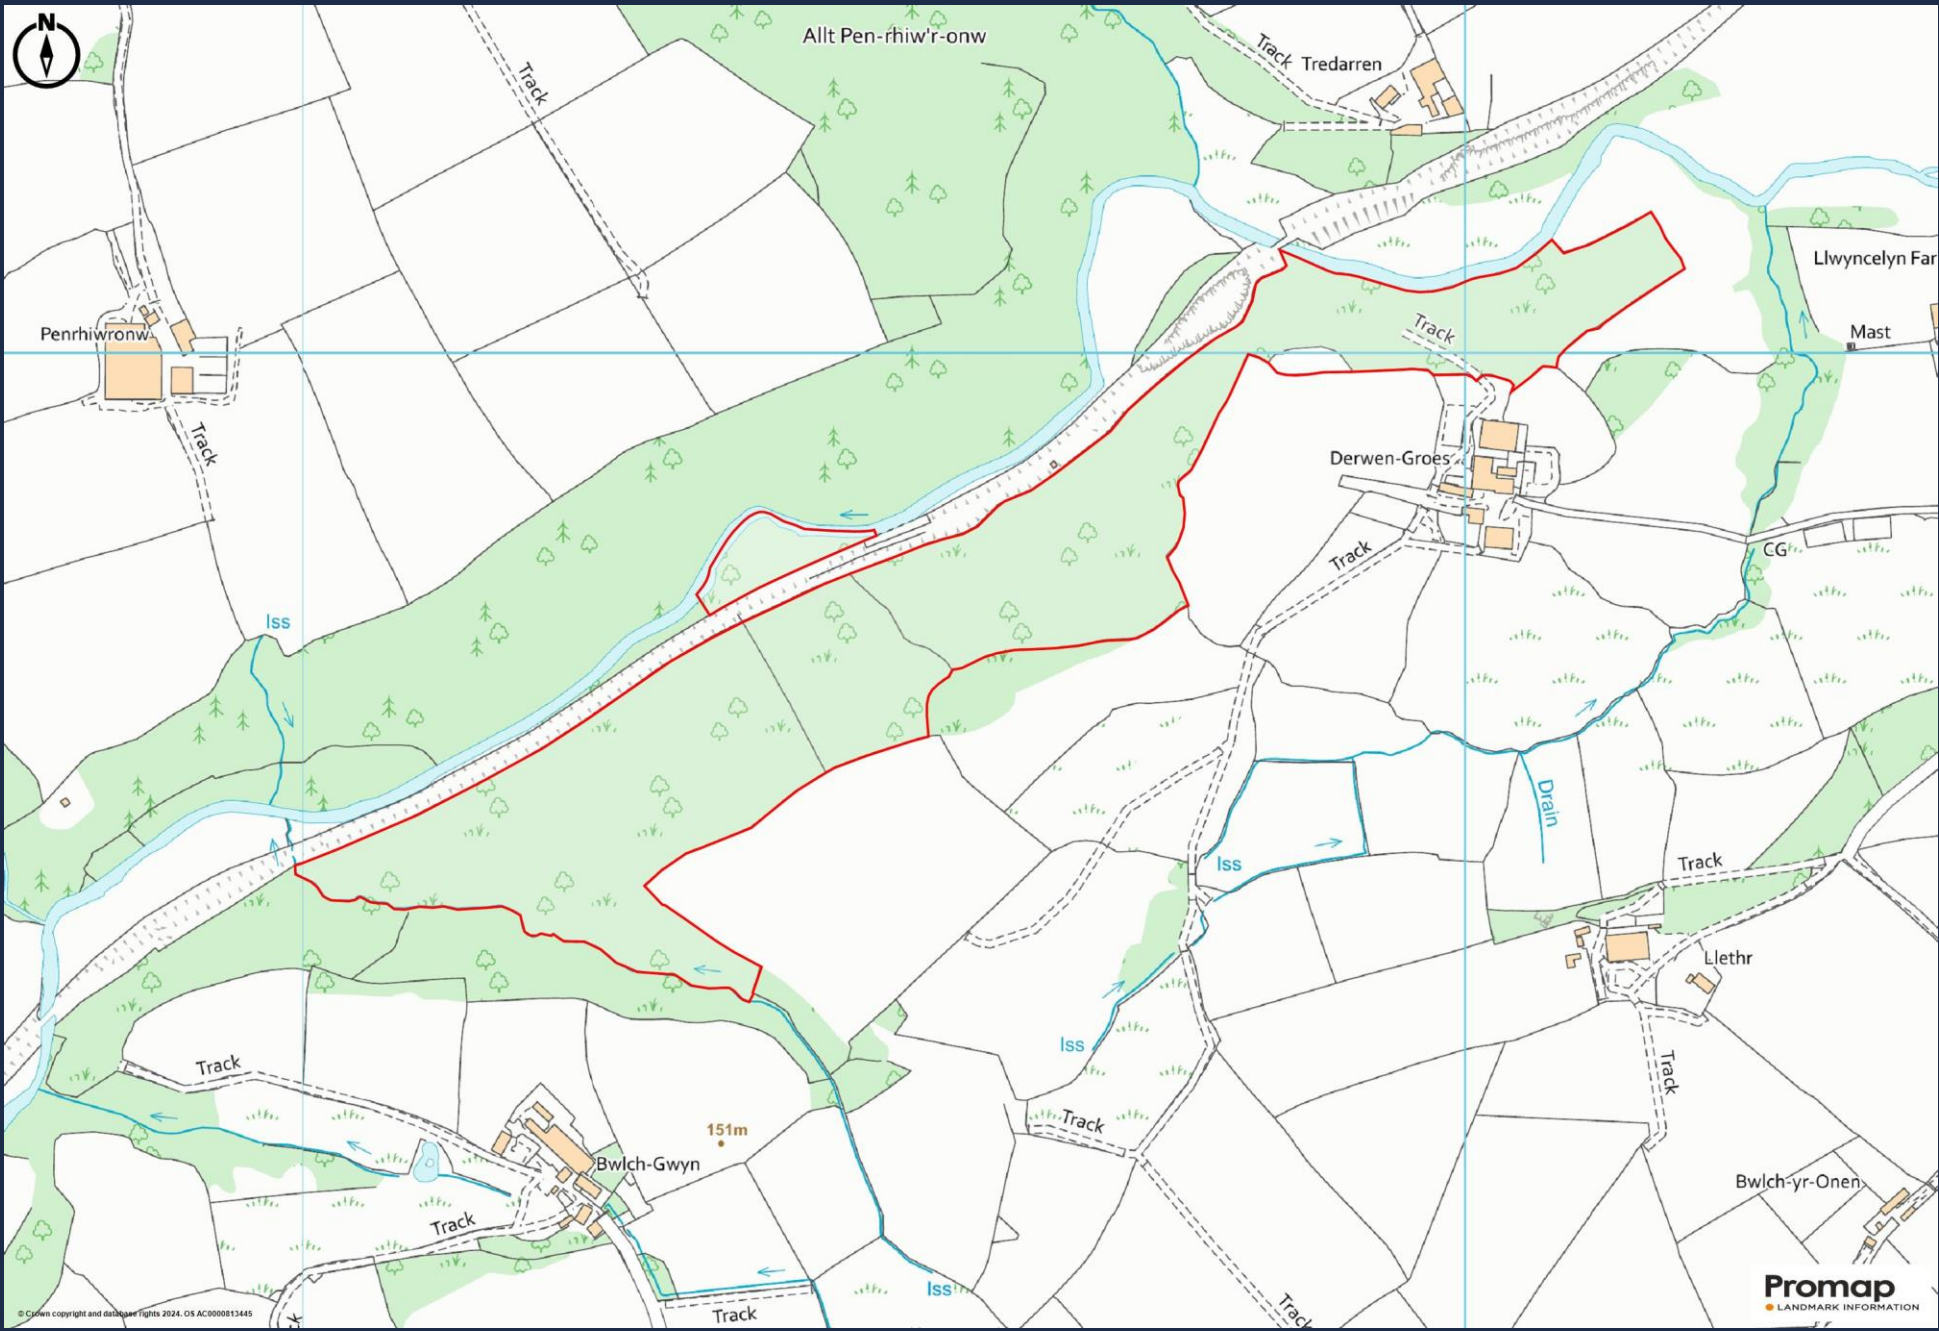 N
Allt Pen-rhiw'r-onw
Track
Track
Tredarren
Llwyncelyn Far
Mast
Penrhiwronw
Track
Track
Derwen-Groes
Track
CG
Iss
Drain
Iss
Track
Llethr
Iss
Track
Track
Track
151m
Bwlch-Gwyn
Bwlch-yr-Onen
Track
Iss
Track
Track
Promap
LANDMARK INFORMATION
© Crown copyright and database rights 2024. OS AC0000813445